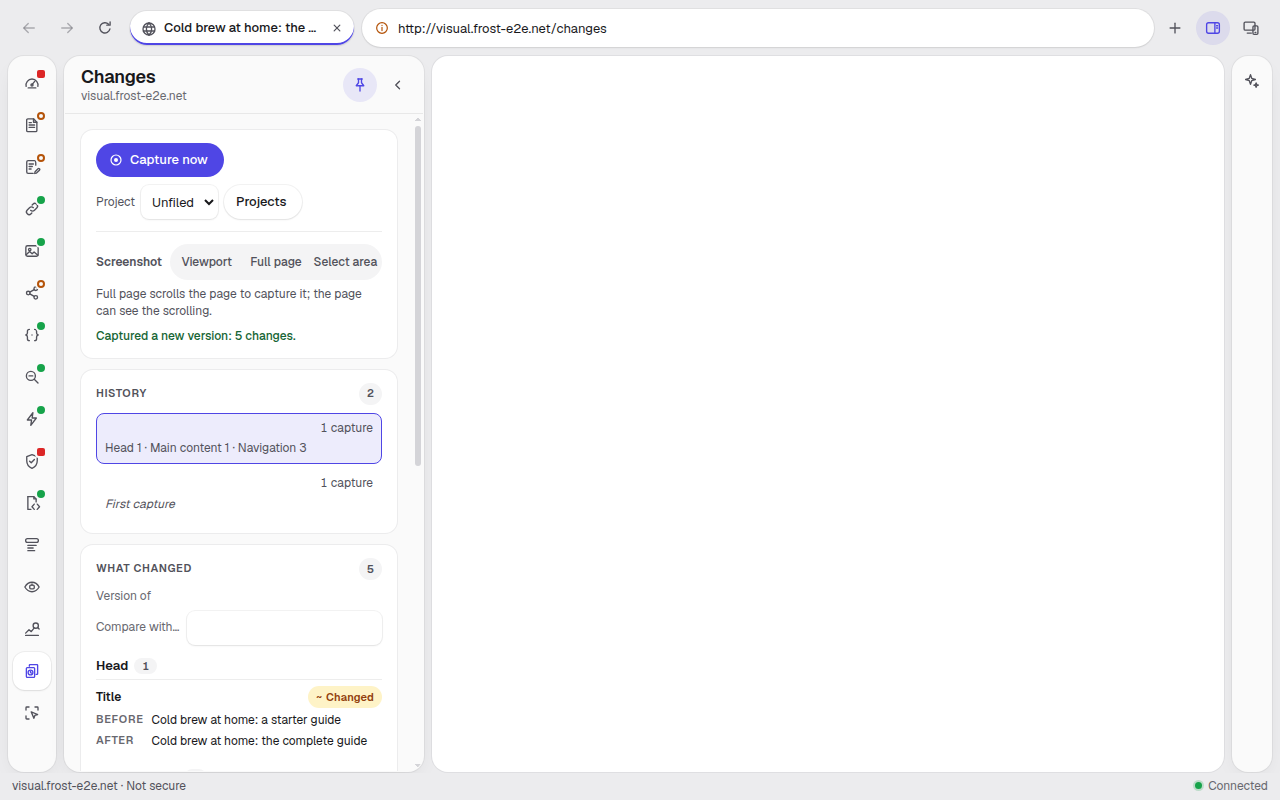 Cold brew at home: the ...
http://visual.frost-e2e.net/changes
Changes
visual.frost-e2e.net
Capture now
Project
Unfiled
Projects
Screenshot
Viewport
Full page
Select area
Full page scrolls the page to capture it; the page
can see the scrolling.
Captured a new version: 5 changes.
HISTORY
2
1 capture
Head 1 · Main content 1 · Navigation 3
1 capture
First capture
WHAT CHANGED
5
Version of
Compare with...
Head
1
Title
~ Changed
BEFORE Cold brew at home: a starter guide
AFTER Cold brew at home: the complete guide
visual.frost-e2e.net · Not secure
Connected